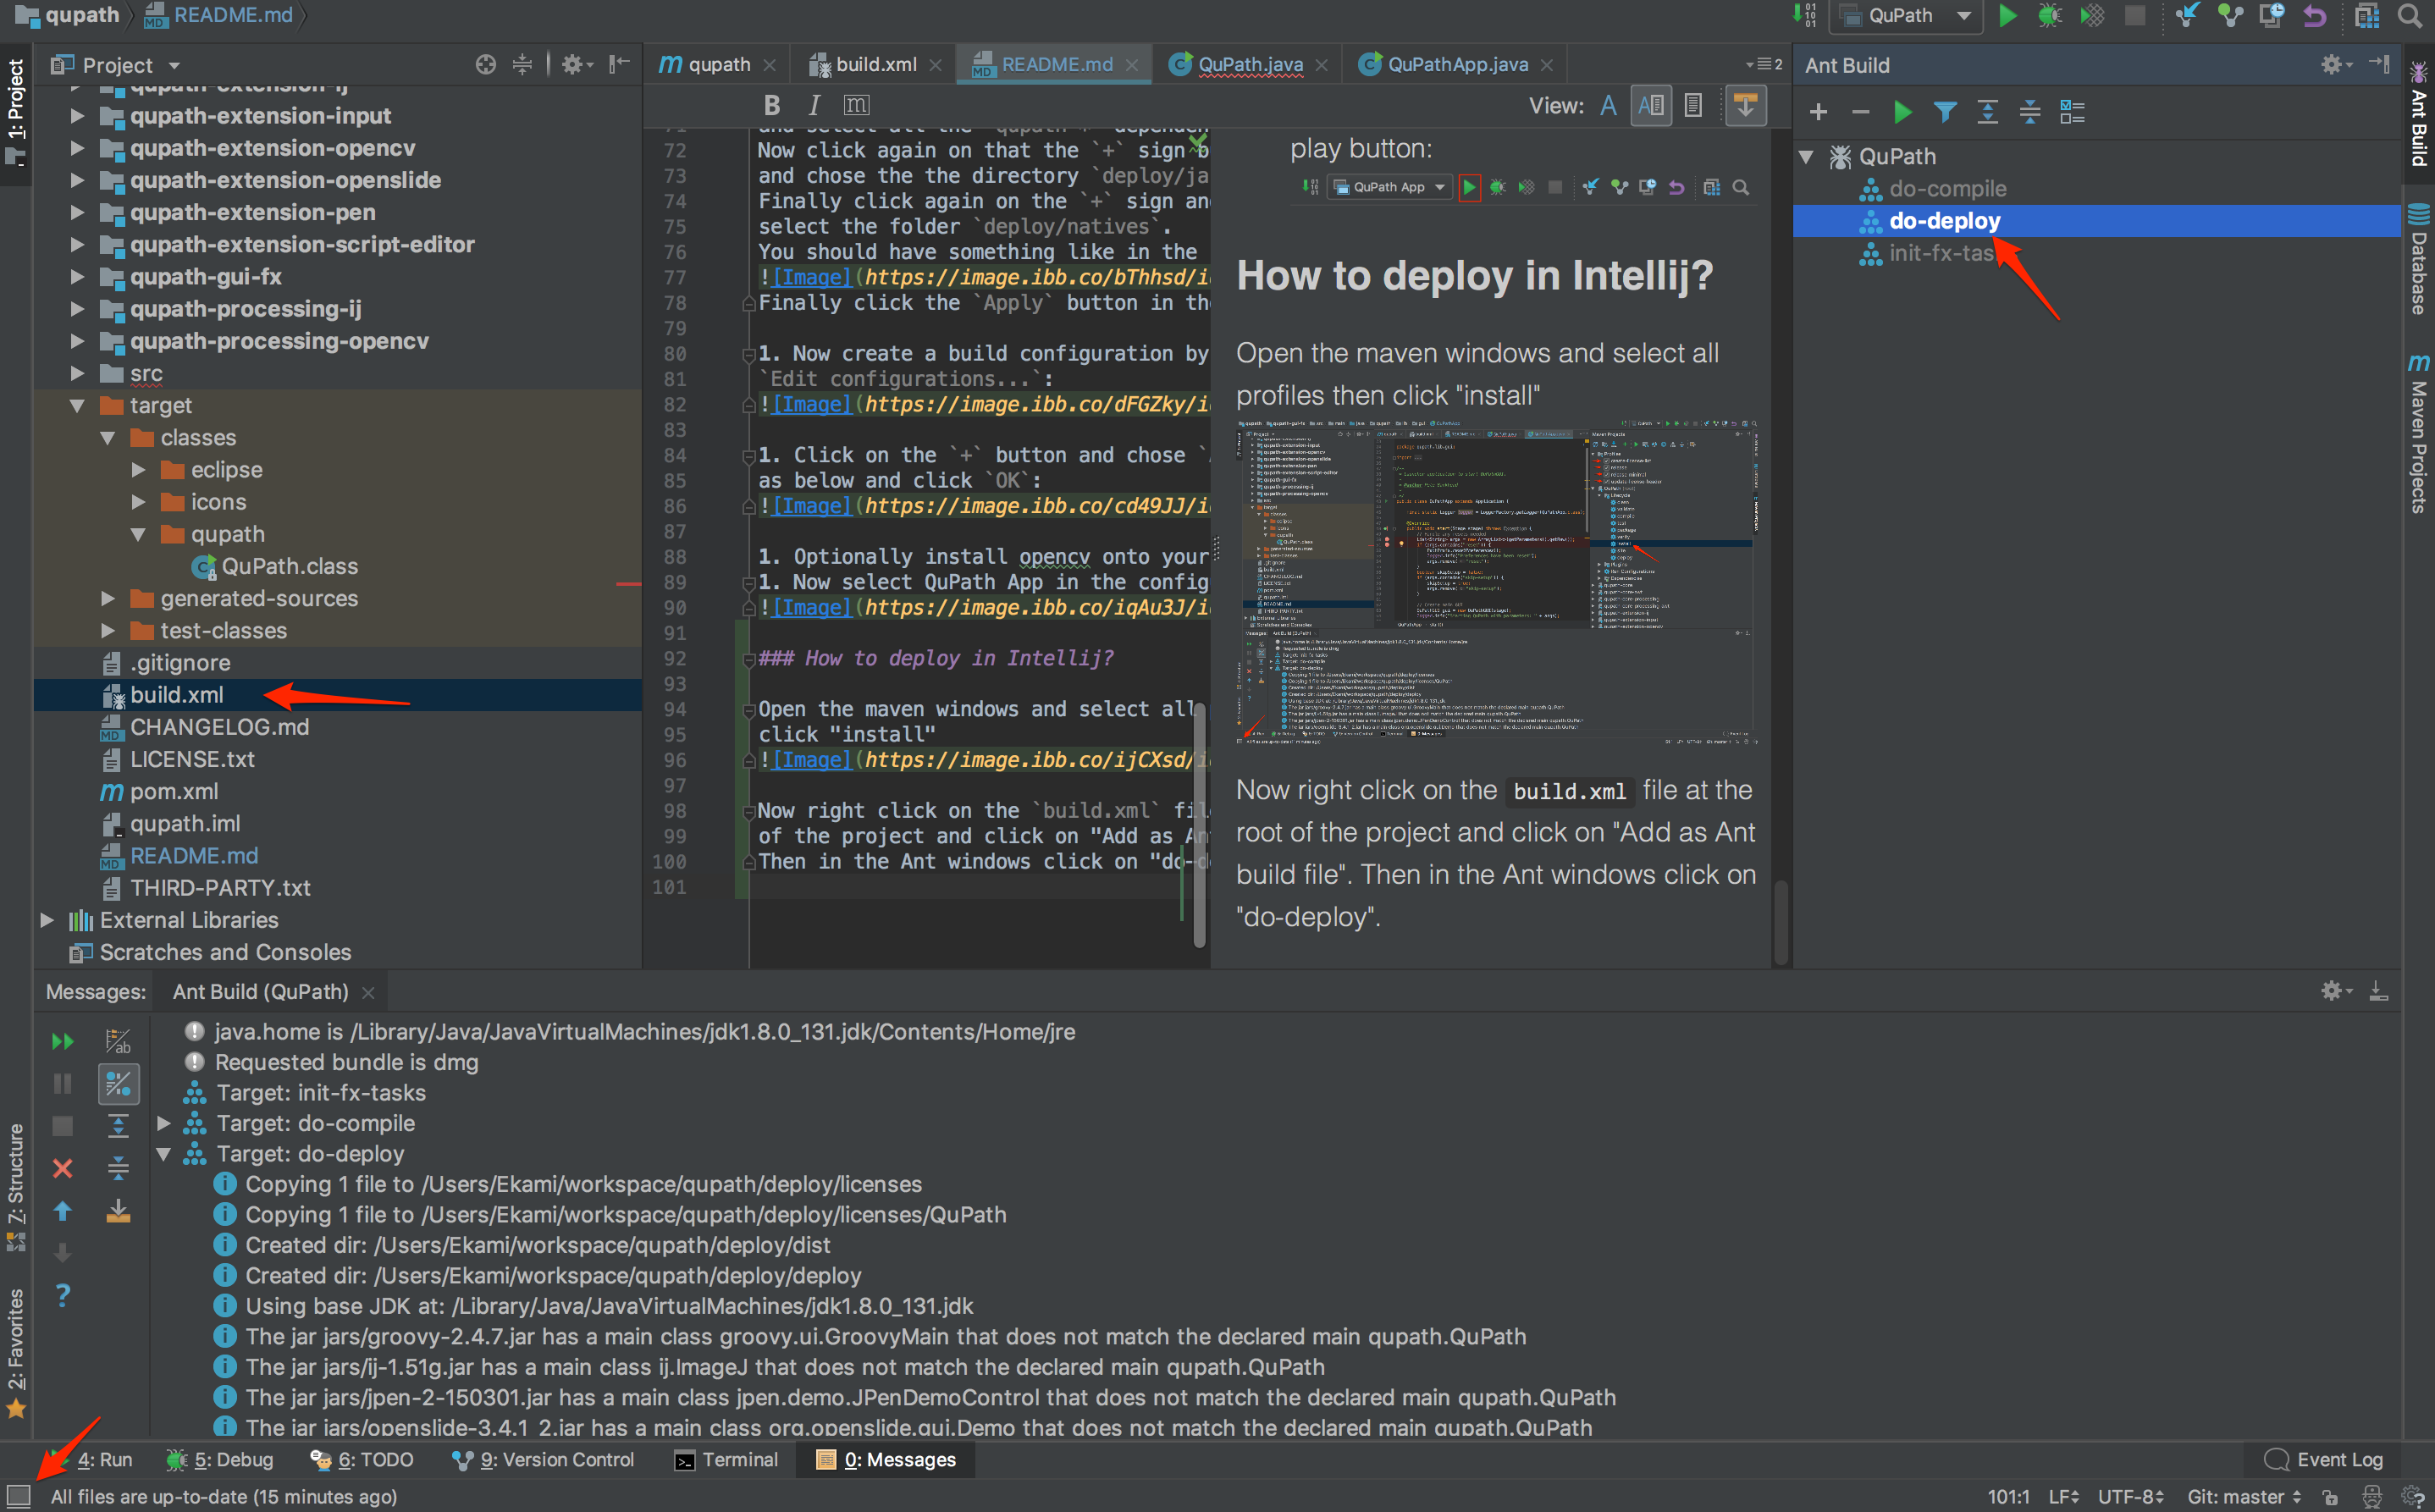 qupath
README.md
QuPath
1: Project
Project
qupath-extension-ij
qupath-extension-input
qupath-extension-opencv
qupath-extension-openslide
qupath-extension-pen
qupath-extension-script-editor
qupath-gui-fx
qupath-processing-ij
qupath-processing-opencv
src
target
classes
eclipse
icons
qupath
QuPath.class
generated-sources
test-classes
.gitignore
build.xml
CHANGELOG.md
LICENSE.txt
pom.xml
qupath.iml
README.md
THIRD-PARTY.txt
External Libraries
Scratches and Consoles
qupath
build.xml
README.md
QuPath.java
QuPathApp.java
2
View:
71 and select all the `qupath-*` dependen
72 Now click again on that the `+` sign b
73 and chose the the directory `deploy/ja
74 Finally click again on the `+` sign and
75 select the folder `deploy/natives`.
76 You should have something like in the
77 ![Image](https://image.ibb.co/bThhsd/i
78 Finally click the `Apply` button in the
79
80 1. Now create a build configuration by
81 `Edit configurations...`:
82 ![Image](https://image.ibb.co/dFGZky/i
83
84 1. Click on the `+` button and chose `
85 as below and click `OK`:
86 ![Image](https://image.ibb.co/cd49JJ/i
87
88 1. Optionally install opencv onto your
89 1. Now select QuPath App in the config
90 ![Image](https://image.ibb.co/iqAu3J/i
91
92 ### How to deploy in Intellij?
93
94 Open the maven windows and select all
95 click "install"
96 ![Image](https://image.ibb.co/ijCXsd/i
97
98 Now right click on the `build.xml` fil
99 of the project and click on "Add as An
100 Then in the Ant windows click on "do-d
101
play button:
QuPath App
How to deploy in Intellij?
Open the maven windows and select all
profiles then click "install"
Now right click on the build.xml file at the
root of the project and click on "Add as Ant
build file". Then in the Ant windows click on
"do-deploy".
Ant Build
QuPath
do-compile
do-deploy
init-fx-tas
Ant Build
Database
Maven Projects
Messages:
Ant Build (QuPath)
java.home is /Library/Java/JavaVirtualMachines/jdk1.8.0_131.jdk/Contents/Home/jre
Requested bundle is dmg
Target: init-fx-tasks
Target: do-compile
Target: do-deploy
Copying 1 file to /Users/Ekami/workspace/qupath/deploy/licenses
Copying 1 file to /Users/Ekami/workspace/qupath/deploy/licenses/QuPath
Created dir: /Users/Ekami/workspace/qupath/deploy/dist
Created dir: /Users/Ekami/workspace/qupath/deploy/deploy
Using base JDK at: /Library/Java/JavaVirtualMachines/jdk1.8.0_131.jdk
The jar jars/groovy-2.4.7.jar has a main class groovy.ui.GroovyMain that does not match the declared main qupath.QuPath
The jar jars/ij-1.51g.jar has a main class ij.ImageJ that does not match the declared main qupath.QuPath
The jar jars/jpen-2-150301.jar has a main class jpen.demo.JPenDemoControl that does not match the declared main qupath.QuPath
The jar jars/openslide-3.4.1_2.jar has a main class org.openslide.gui.Demo that does not match the declared main qupath.QuPath
7: Structure
2: Favorites
4: Run
5: Debug
6: TODO
9: Version Control
Terminal
0: Messages
Event Log
All files are up-to-date (15 minutes ago)
101:1
LF
UTF-8
Git: master